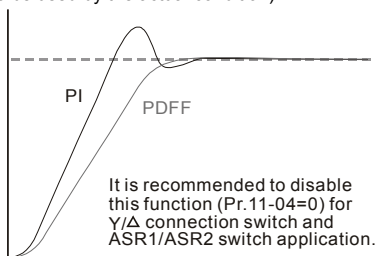 PI
PDFF
It is recommended to disable
this function (Pr.11-04=0) for
Y/Δ connection switch and
ASR1/ASR2 switch application.